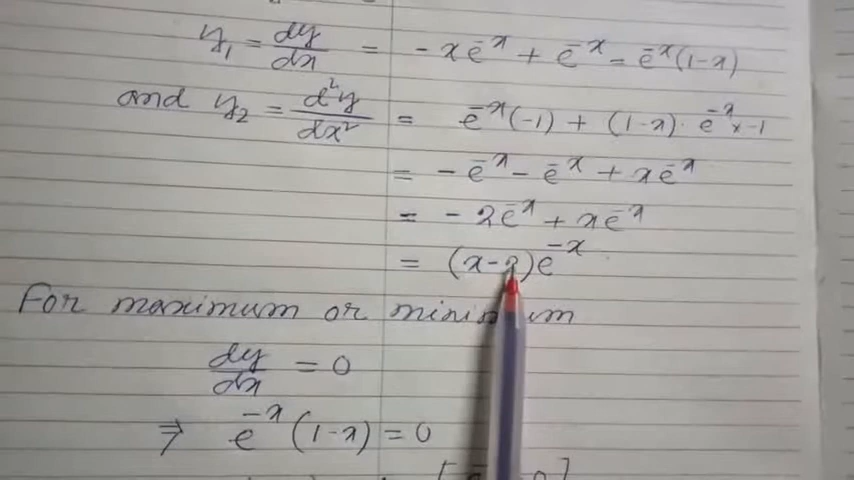 y₁ = dy/dx = -xe⁻ˣ + e⁻ˣ = e⁻ˣ(1-x)
and y₂ = d²y/dx² = e⁻ˣ(-1) + (1-x)·e⁻ˣ×-1
= -e⁻ˣ - e⁻ˣ + xe⁻ˣ
= -2e⁻ˣ + xe⁻ˣ
= (x-2)e⁻ˣ
For maximum or minimum
dy/dx = 0
⇒ e⁻ˣ(1-x) = 0